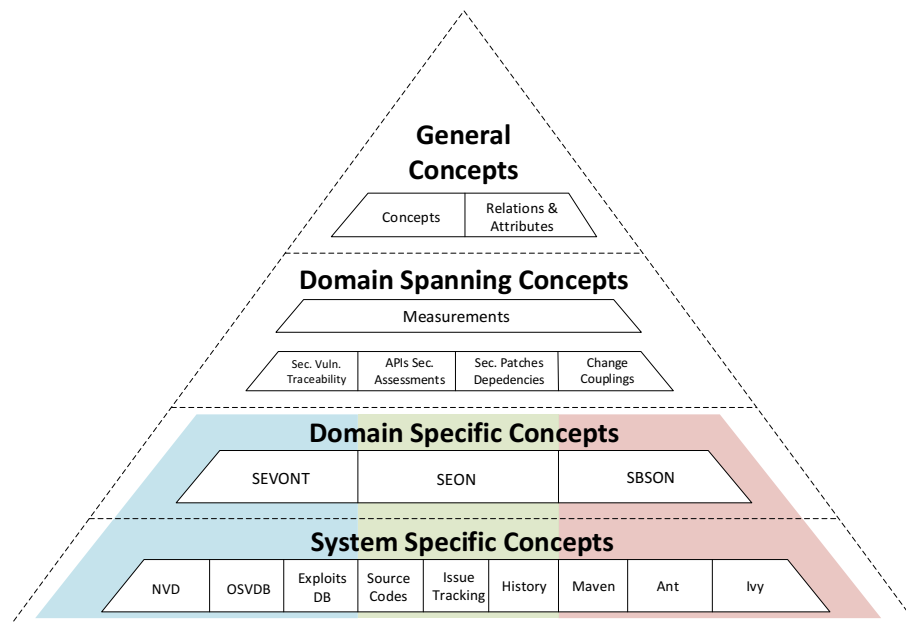 General
Concepts
Concepts
Relations &
Attributes
Domain Spanning Concepts
Measurements
Sec. Vuln.
Traceability
APIs Sec.
Assessments
Sec. Patches
Depedencies
Change
Couplings
Domain Specific Concepts
SEVONT
SEON
SBSON
System Specific Concepts
NVD
OSVDB
Exploits
DB
Source
Codes
Issue
Tracking
History
Maven
Ant
Ivy